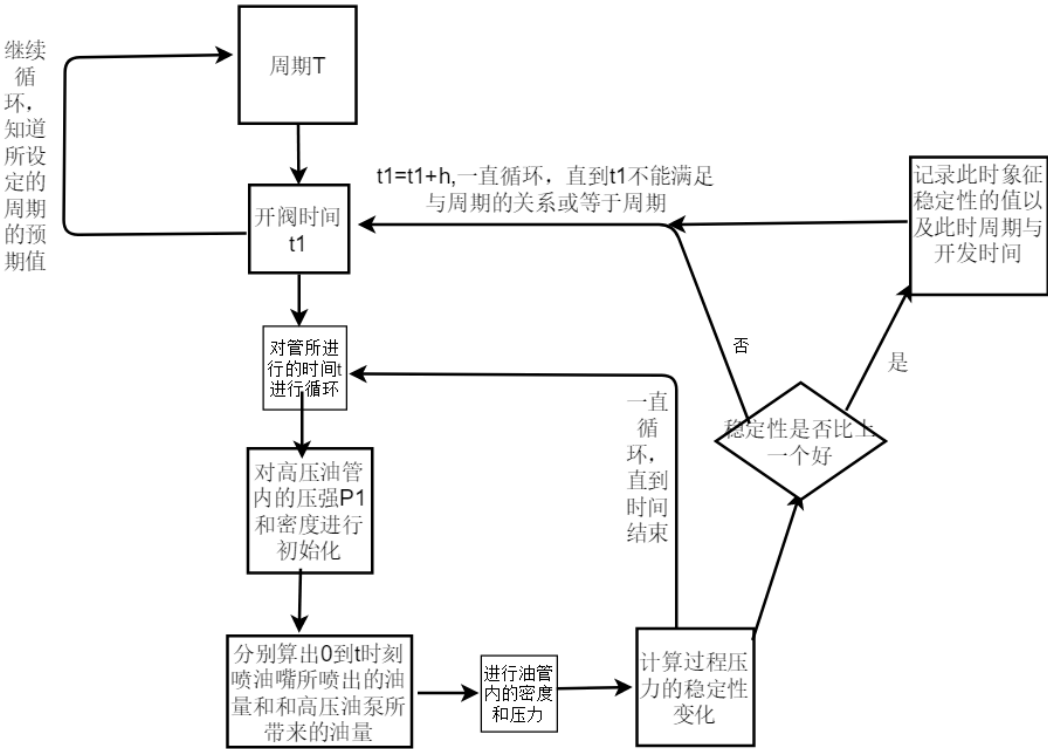 周期T
继续
循
环，
知道
所设
定的
周期
的预
期值
t1=t1+h,一直循环，直到t1不能满足
与周期的关系或等于周期
记录此时象征
稳定性的值以
及此时周期与
开发时间
开阀时间
t1
对管所进
行的时间t
进行循环
否
是
一直
循
环，
直到
时间
结束
稳定性是否比上
一个好
对高压油管
内的压强P1
和密度进行
初始化
分别算出0到t时刻
喷油嘴所喷出的油
量和和高压油泵所
带来的油量
进行油管
内的密度
和压力
计算过程压
力的稳定性
变化